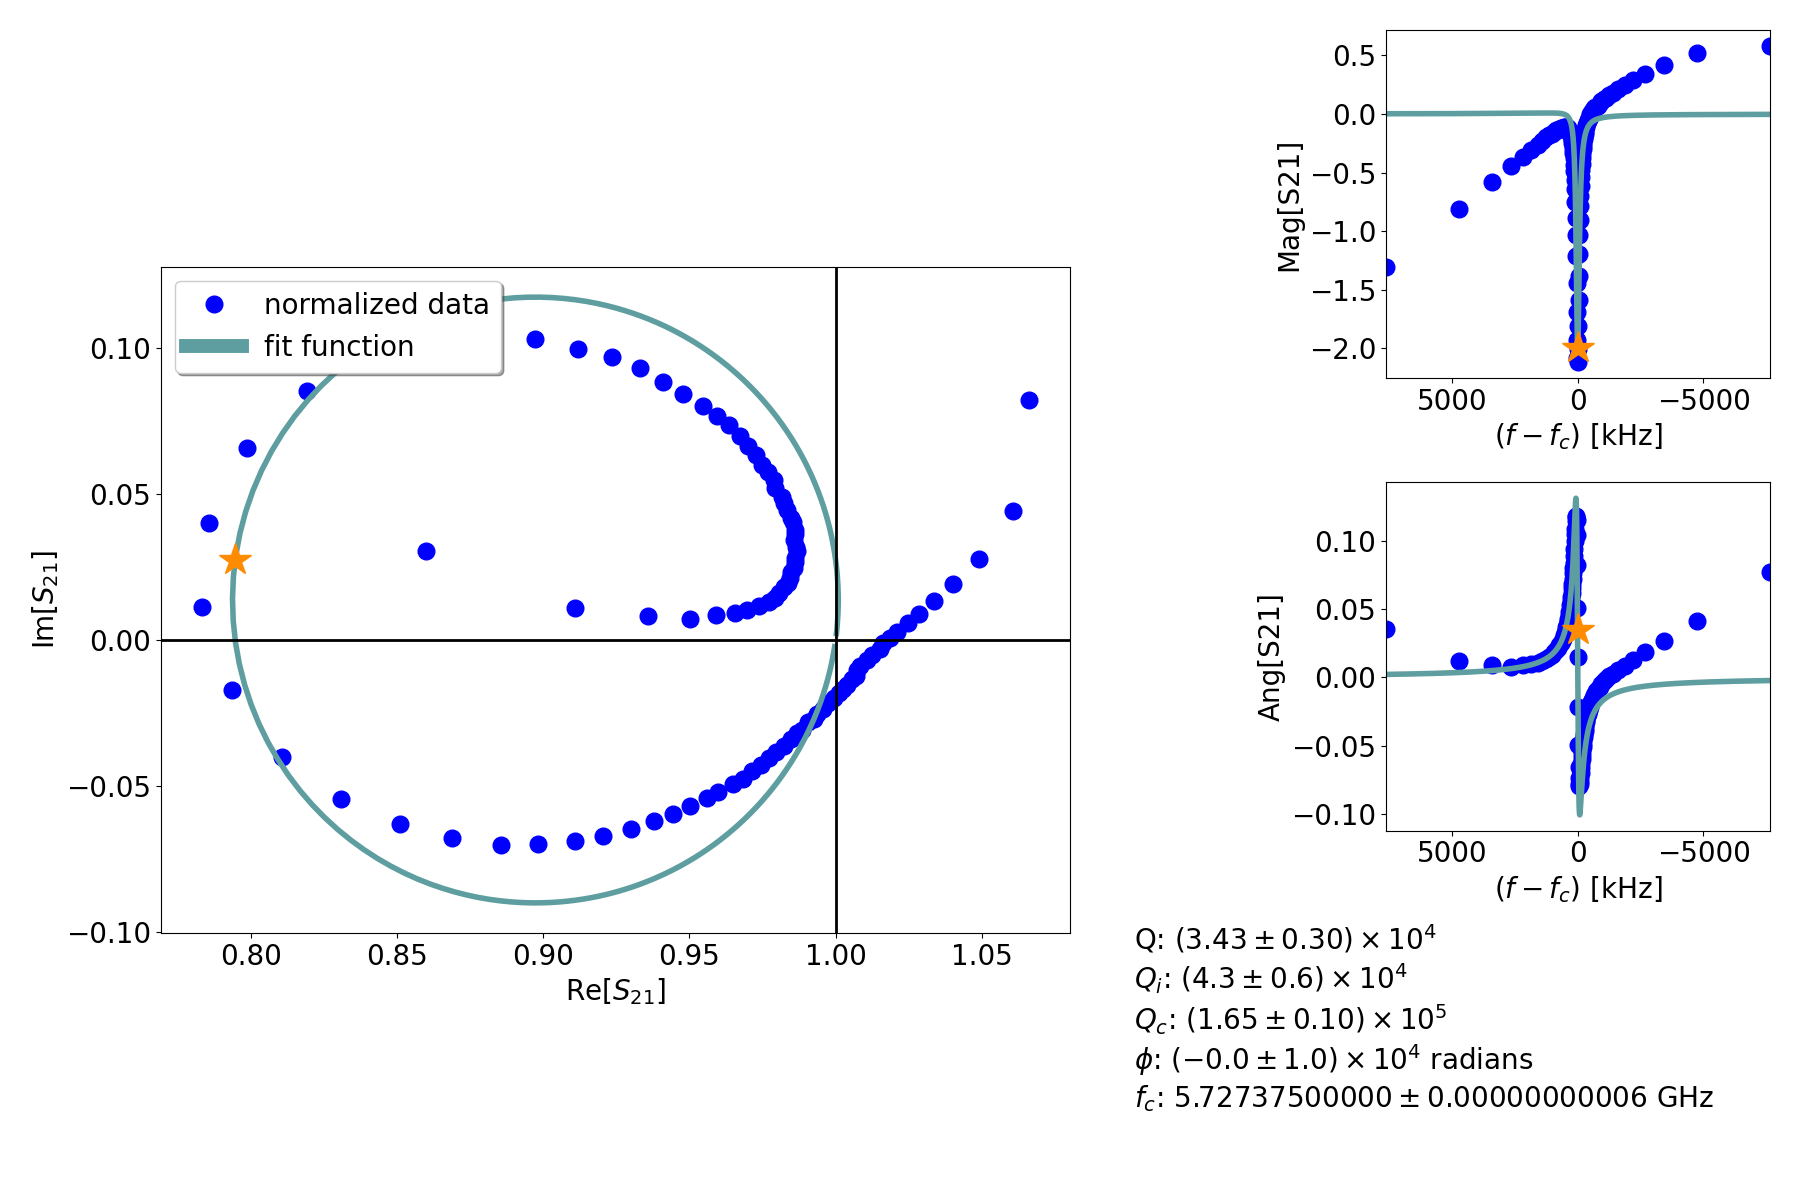 normalized data
fit function
0.10
0.05
0.00
−0.05
−0.10
Im[S21]
0.80 0.85 0.90 0.95 1.00 1.05
Re[S21]
0.5
0.0
−0.5
−1.0
−1.5
−2.0
Mag[S21]
5000 0 −5000
(f − fc) [kHz]
0.10
0.05
0.00
−0.05
−0.10
Ang[S21]
5000 0 −5000
(f − fc) [kHz]
Q: (3.43 ± 0.30) × 10^4
Qi: (4.3 ± 0.6) × 10^4
Qc: (1.65 ± 0.10) × 10^5
ϕ: (−0.0 ± 1.0) × 10^4 radians
fc: 5.72737500000 ± 0.00000000006 GHz